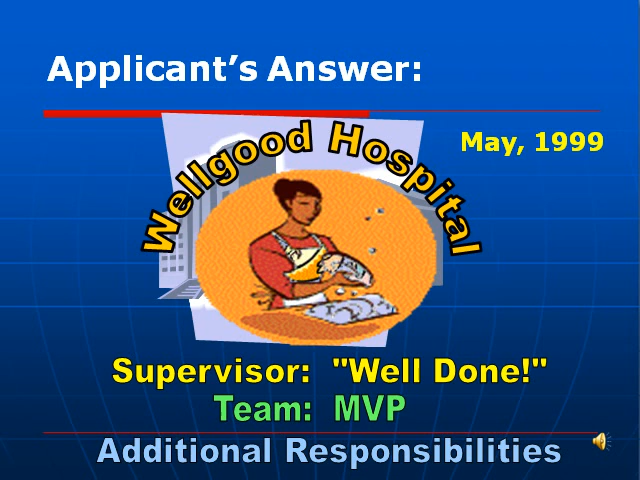 Applicant’s Answer:
May, 1999
Wellgood Hospital
Supervisor: "Well Done!"
Team: MVP
Additional Responsibilities